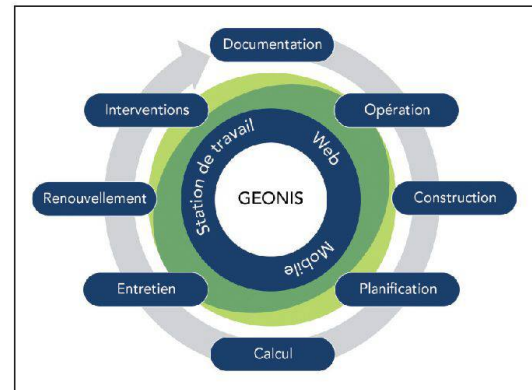 Documentation
Interventions
Opération
Station de travail
Web
Renouvellement
GEONIS
Construction
Mobile
Entretien
Planification
Calcul